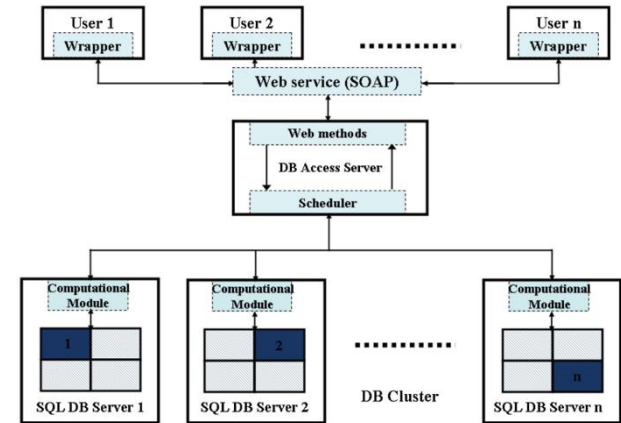 User 1
User 2
User n
Wrapper
Wrapper
Wrapper
Web service (SOAP)
Web methods
DB Access Server
Scheduler
Computational
Module
Computational
Module
Computational
Module
1
2
n
DB Cluster
SQL DB Server 1
SQL DB Server 2
SQL DB Server n